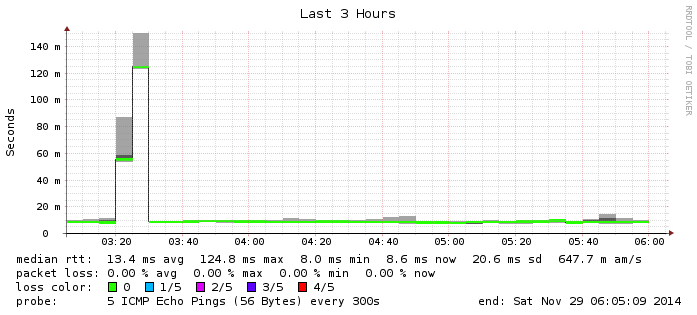 Last 3 Hours
RRDTOOL / TOBI OETIKER
Seconds
140 m
120 m
100 m
80 m
60 m
40 m
20 m
0
03:20 03:40 04:00 04:20 04:40 05:00 05:20 05:40 06:00
median rtt: 13.4 ms avg 124.8 ms max 8.0 ms min 8.6 ms now 20.6 ms sd 647.7 m am/s
packet loss: 0.00 % avg 0.00 % max 0.00 % min 0.00 % now
loss color: 0 1/5 2/5 3/5 4/5
probe: 5 ICMP Echo Pings (56 Bytes) every 300s end: Sat Nov 29 06:05:09 2014